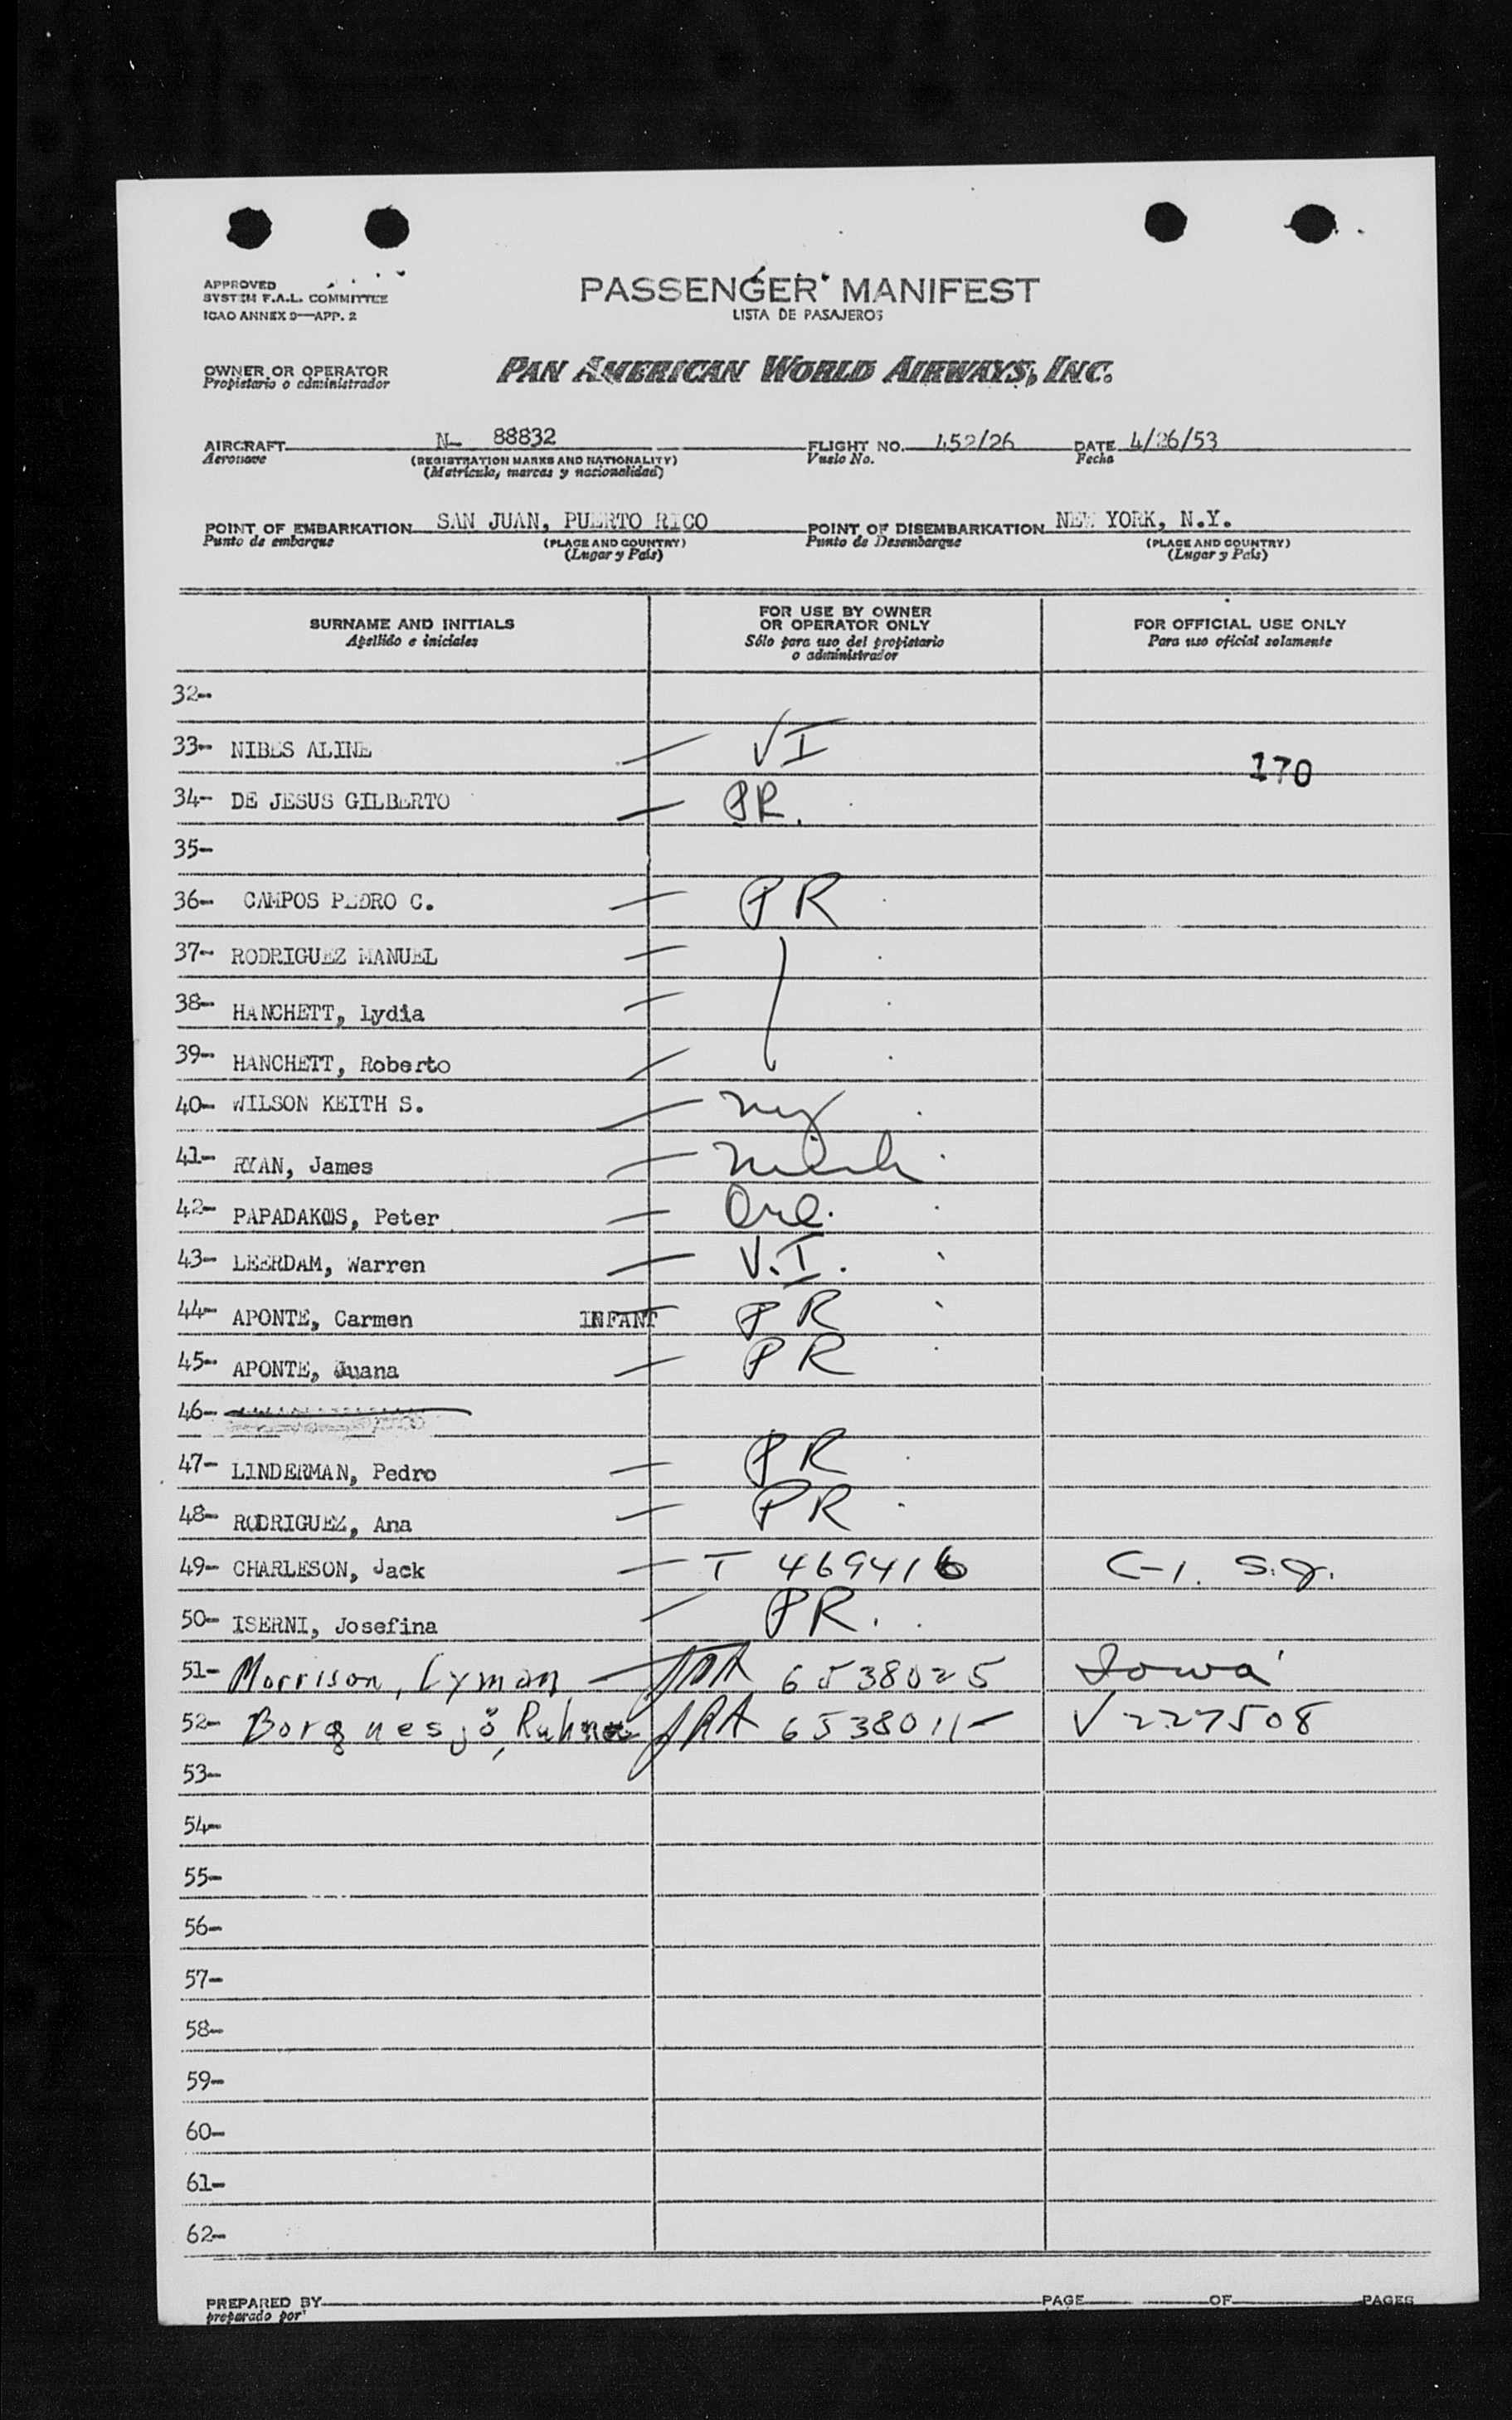 APPROVED
SYSTEM F.A.L. COMMITTEE
ICAO ANNEX 9—APP. 2
PASSENGER MANIFEST
LISTA DE PASAJEROS
OWNER OR OPERATOR
Propietario o administrador
PAN AMERICAN WORLD AIRWAYS, INC.
AIRCRAFT N- 88832 FLIGHT NO. 452/26 DATE 4/26/53
Aeronave (REGISTRATION MARKS AND NATIONALITY) Vuelo No. Fecha
(Matrícula, marcas y nacionalidad)
POINT OF EMBARKATION SAN JUAN, PUERTO RICO POINT OF DISEMBARKATION NEW YORK, N.Y.
Punto de embarque (PLACE AND COUNTRY) Punto de Desembarque (PLACE AND COUNTRY)
(Lugar y País) (Lugar y País)
SURNAME AND INITIALS
Apellido e iniciales
FOR USE BY OWNER
OR OPERATOR ONLY
Sólo para uso del propietario
o administrador
FOR OFFICIAL USE ONLY
Para uso oficial solamente
32-
33- NIBBS ALINE VI
170
34- DE JESUS GILBERTO PR.
35-
36- CAMPOS PEDRO C. PR
37- RODRIGUEZ MANUEL
38- HANCHETT, Lydia
39- HANCHETT, Roberto
40- WILSON KEITH S. NY
41- RYAN, James Mich
42- PAPADAKOS, Peter Ore.
43- LEERDAM, Warren V.I.
44- APONTE, Carmen INFANT PR
45- APONTE, Juana PR
46-
47- LINDERMAN, Pedro PR
48- RODRIGUEZ, Ana PR
49- CHARLESON, Jack T 469416 C-1. S.J.
50- ISERNI, Josefina PR.
51- Morrison, Lyman 6538025 Iowa
52- 6538011 V 227508
53-
54-
55-
56-
57-
58-
59-
60-
61-
62-
PREPARED BY PAGE OF PAGES
preparado por